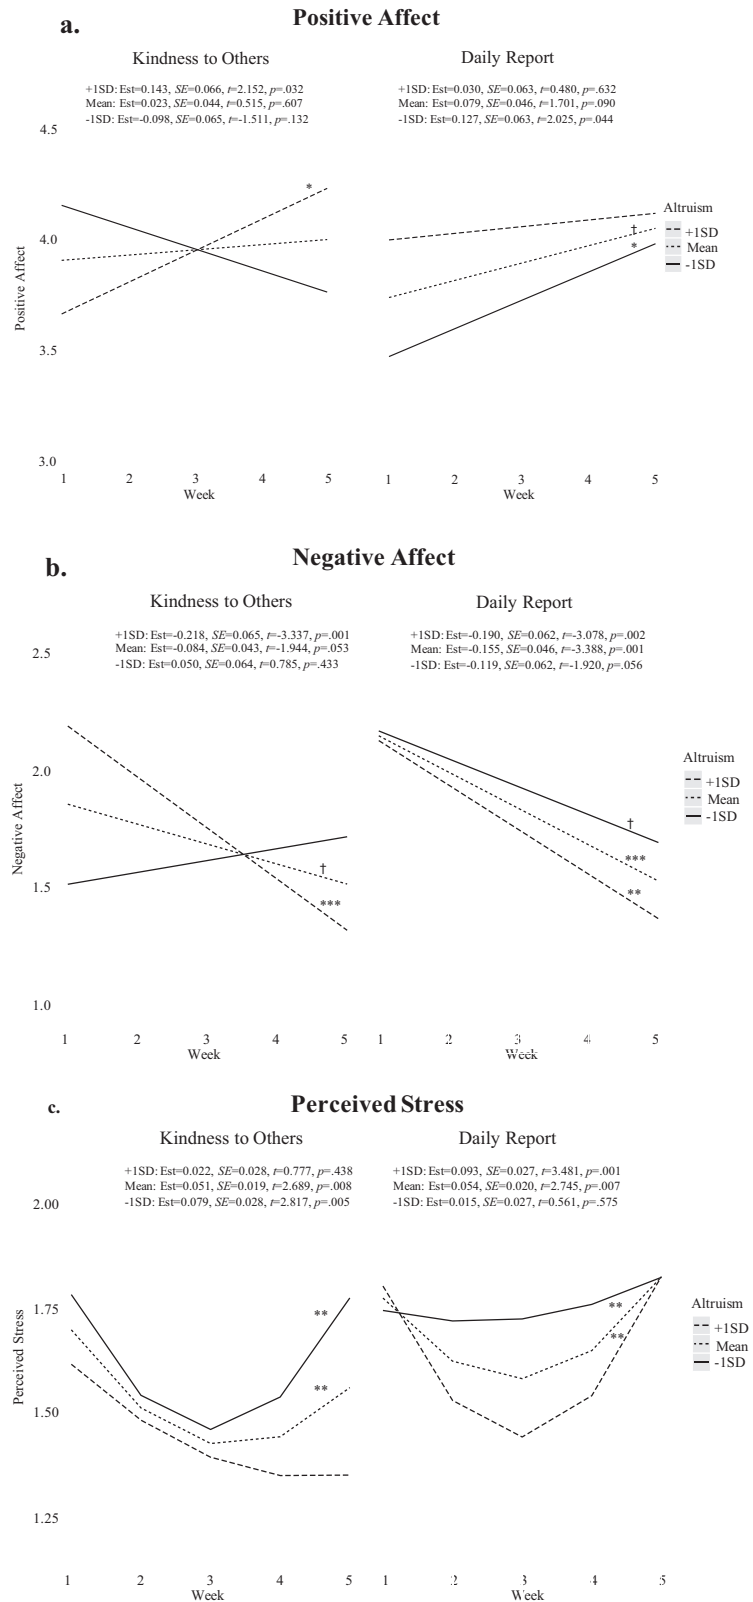 a.
Positive Affect
Kindness to Others
Daily Report
+1SD: Est=0.143, SE=0.066, t=2.152, p=.032
Mean: Est=0.023, SE=0.044, t=0.515, p=.607
-1SD: Est=-0.098, SE=0.065, t=-1.511, p=.132
+1SD: Est=0.030, SE=0.063, t=0.480, p=.632
Mean: Est=0.079, SE=0.046, t=1.701, p=.090
-1SD: Est=0.127, SE=0.063, t=2.025, p=.044
4.5
4.0
3.5
3.0
Positive Affect
*
†
*
Altruism
+1SD
Mean
-1SD
1 2 3 4 5
Week
1 2 3 4 5
Week
b.
Negative Affect
Kindness to Others
Daily Report
+1SD: Est=-0.218, SE=0.065, t=-3.337, p=.001
Mean: Est=-0.084, SE=0.043, t=-1.944, p=.053
-1SD: Est=0.050, SE=0.064, t=0.785, p=.433
+1SD: Est=-0.190, SE=0.062, t=-3.078, p=.002
Mean: Est=-0.155, SE=0.046, t=-3.388, p=.001
-1SD: Est=-0.119, SE=0.062, t=-1.920, p=.056
2.5
2.0
1.5
1.0
Negative Affect
†
***
†
***
**
Altruism
+1SD
Mean
-1SD
1 2 3 4 5
Week
1 2 3 4 5
Week
c.
Perceived Stress
Kindness to Others
Daily Report
+1SD: Est=0.022, SE=0.028, t=0.777, p=.438
Mean: Est=0.051, SE=0.019, t=2.689, p=.008
-1SD: Est=0.079, SE=0.028, t=2.817, p=.005
+1SD: Est=0.093, SE=0.027, t=3.481, p=.001
Mean: Est=0.054, SE=0.020, t=2.745, p=.007
-1SD: Est=0.015, SE=0.027, t=0.561, p=.575
2.00
1.75
1.50
1.25
Perceived Stress
**
**
**
**
Altruism
+1SD
Mean
-1SD
1 2 3 4 5
Week
1 2 3 4 5
Week